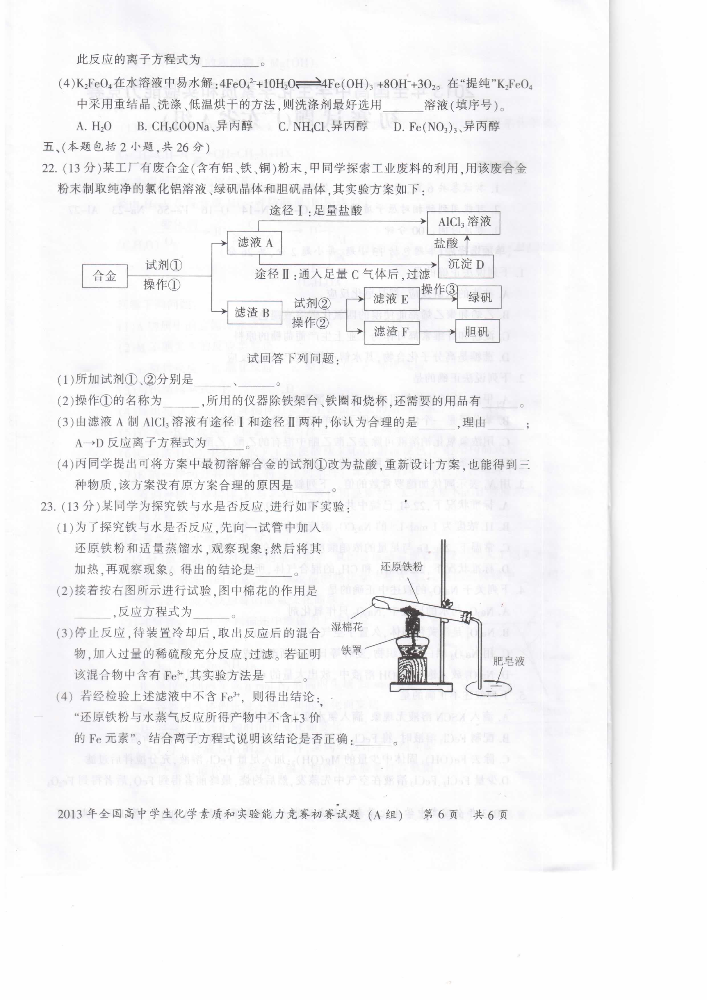 此反应的离子方程式为________。
(4)K₂FeO₄在水溶液中易水解:4FeO₄²⁻+10H₂O⇌4Fe(OH)₃+8OH⁻+3O₂。在“提纯”K₂FeO₄
中采用重结晶、洗涤、低温烘干的方法,则洗涤剂最好选用______溶液(填序号)。
A. H₂O B. CH₃COONa、异丙醇 C. NH₄Cl、异丙醇 D. Fe(NO₃)₃、异丙醇
五、(本题包括2小题,共26分)
22. (13分)某工厂有废合金(含有铝、铁、铜)粉末,甲同学探索工业废料的利用,用该废合金
粉末制取纯净的氯化铝溶液、绿矾晶体和胆矾晶体,其实验方案如下:
途径Ⅰ:足量盐酸
AlCl₃溶液
滤液A
盐酸
合金
试剂①
操作①
沉淀D
途径Ⅱ:通入足量C气体后,过滤
滤渣B
试剂②
操作②
滤液E
操作③
绿矾
滤渣F
胆矾
试回答下列问题:
(1)所加试剂①、②分别是______、______。
(2)操作①的名称为______,所用的仪器除铁架台、铁圈和烧杯,还需要的用品有______。
(3)由滤液A制AlCl₃溶液有途径Ⅰ和途径Ⅱ两种,你认为合理的是______,理由______;
A→D反应离子方程式为______。
(4)丙同学提出可将方案中最初溶解合金的试剂①改为盐酸,重新设计方案,也能得到三
种物质,该方案没有原方案合理的原因是______。
23. (13分)某同学为探究铁与水是否反应,进行如下实验:
(1)为了探究铁与水是否反应,先向一试管中加入
还原铁粉和适量蒸馏水,观察现象;然后将其
加热,再观察现象。得出的结论是______。
(2)接着按右图所示进行试验,图中棉花的作用是
______,反应方程式为______。
(3)停止反应,待装置冷却后,取出反应后的混合
物,加入过量的稀硫酸充分反应,过滤。若证明
该混合物中含有Fe³⁺,其实验方法是______。
(4) 若经检验上述滤液中不含Fe³⁺, 则得出结论:
“还原铁粉与水蒸气反应所得产物中不含+3价
的Fe元素”。结合离子方程式说明该结论是否正确:______。
还原铁粉
湿棉花
铁罩
肥皂液
2013年全国高中学生化学素质和实验能力竞赛初赛试题(A组) 第6页 共6页